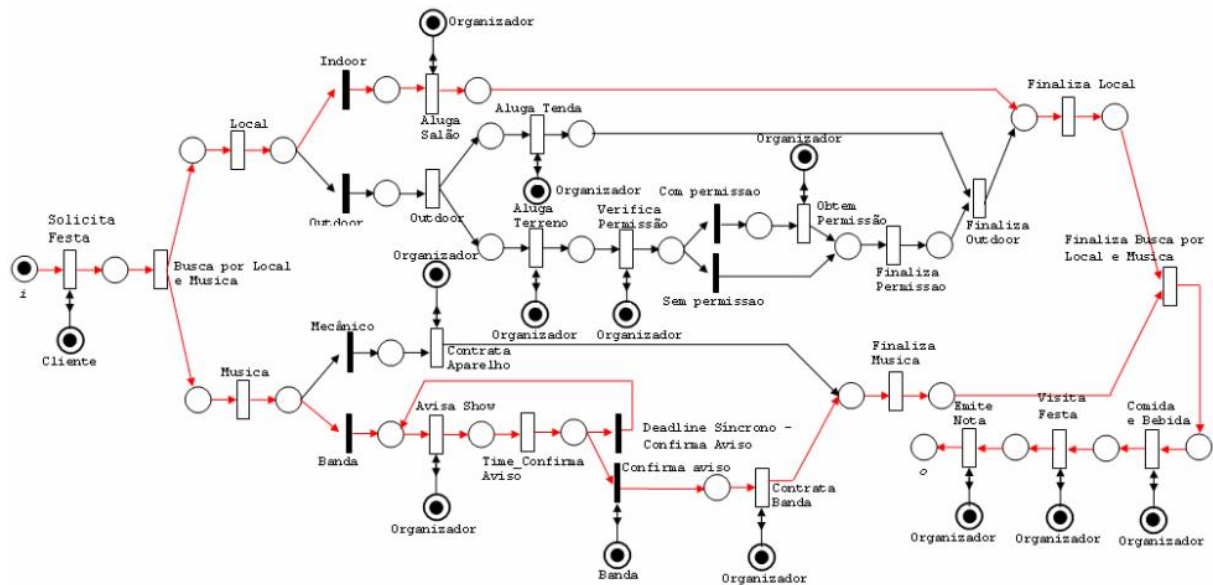 Organizador
Indoor
Finaliza Local
Aluga
Salão
Aluga Tenda
Local
Organizador
Organizador
Com permissao
Obtem
Permissão
Outdoor
Outdoor
Aluga
Terreno
Verifica
Permissão
Finaliza
Outdoor
Solicita
Festa
Finaliza Busca por
Local e Musica
Busca por Local
e Musica
Organizador
Finaliza
Permissao
Sem permissao
i
Organizador
Organizador
Mecânico
Cliente
Contrata
Aparelho
Finaliza
Musica
Musica
Avisa Show
Emite
Nota
Visita
Festa
Comida
e Bebida
Deadline Síncrono -
Confirma Aviso
Banda
Time_Confirma
Aviso
Confirma aviso
o
Contrata
Banda
Organizador
Organizador
Organizador
Organizador
Banda
Organizador